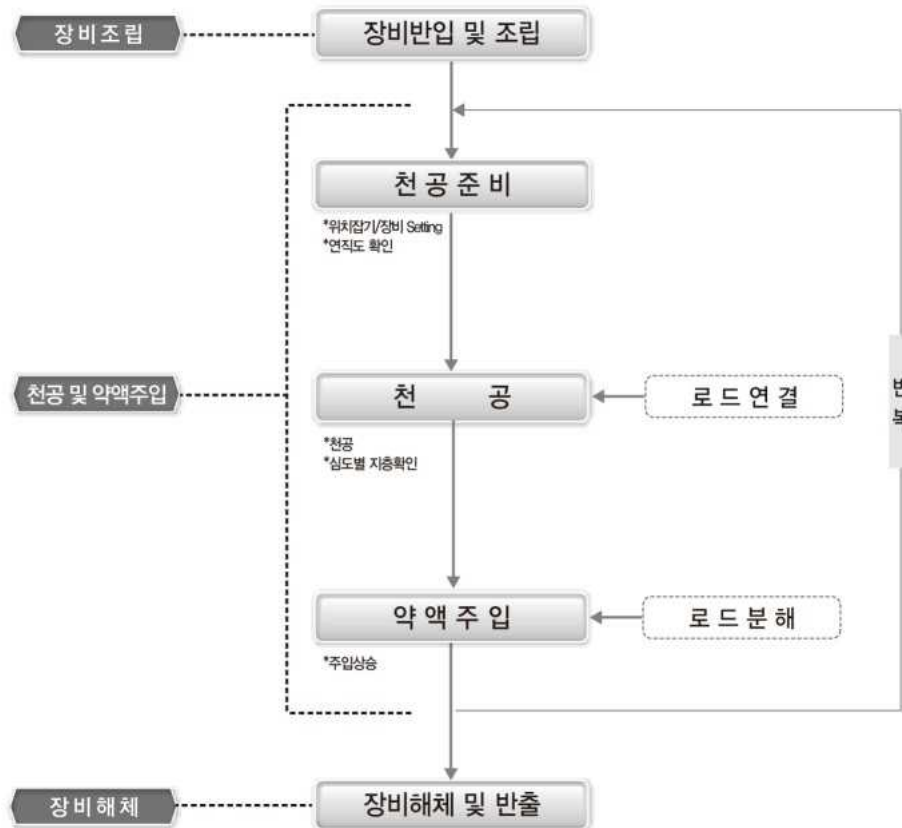 장비조립
장비반입 및 조립
천공준비
*위치잡기/장비 Setting
*연직도 확인
천공 및 약액주입
천 공
로드연결
반
복
*천공
*심도별 지층확인
약액주입
로드분해
*주입상승
장비해체
장비해체 및 반출